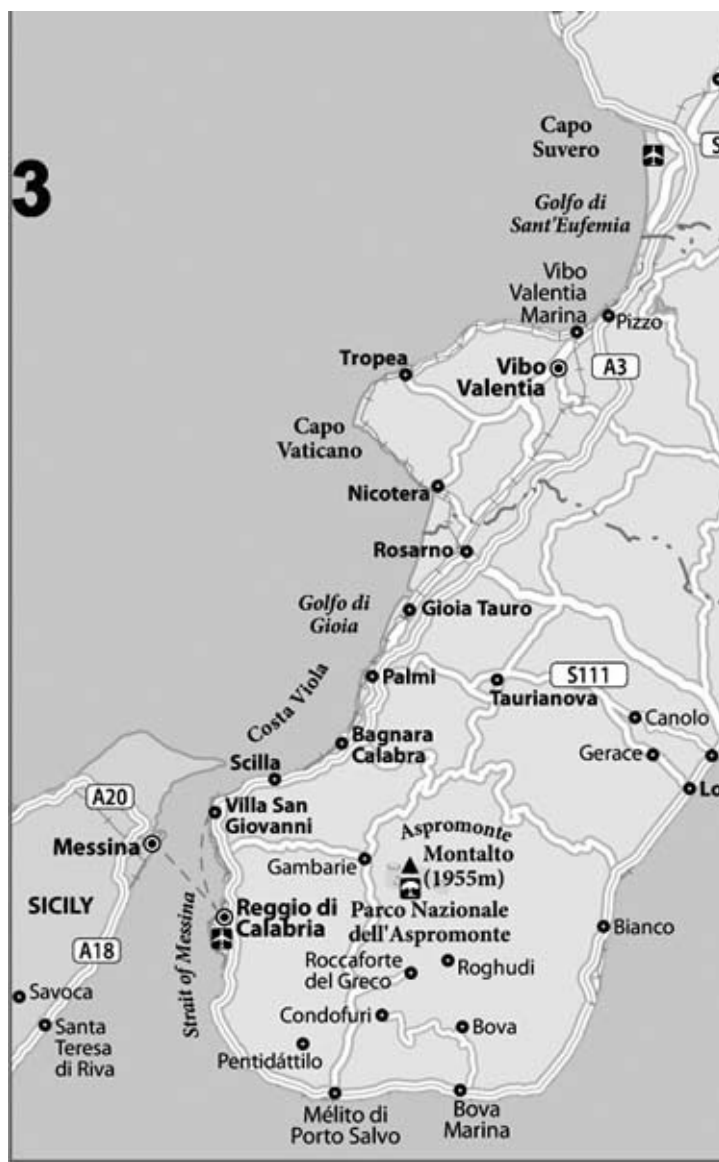 Capo
Suvero
S
3
Golfo di
Sant'Eufemia
Vibo
Valentia
Marina
Pizzo
Tropea
Vibo
Valentia
A3
Capo
Vaticano
Nicotera
Rosarno
Golfo di
Gioia
Gioia Tauro
Palmi
S111
Taurianova
Costa Viola
Canolo
Bagnara
Calabra
Gerace
Scilla
Lo
A20
Villa San
Giovanni
Messina
Aspromonte
Montalto
(1955m)
Gambarie
SICILY
Strait of Messina
Reggio di
Calabria
Parco Nazionale
dell'Aspromonte
Bianco
A18
Roccaforte
del Greco
Roghudi
Savoca
Santa
Teresa
di Riva
Condofuri
Bova
Pentidáttilo
Mélito di
Porto Salvo
Bova
Marina